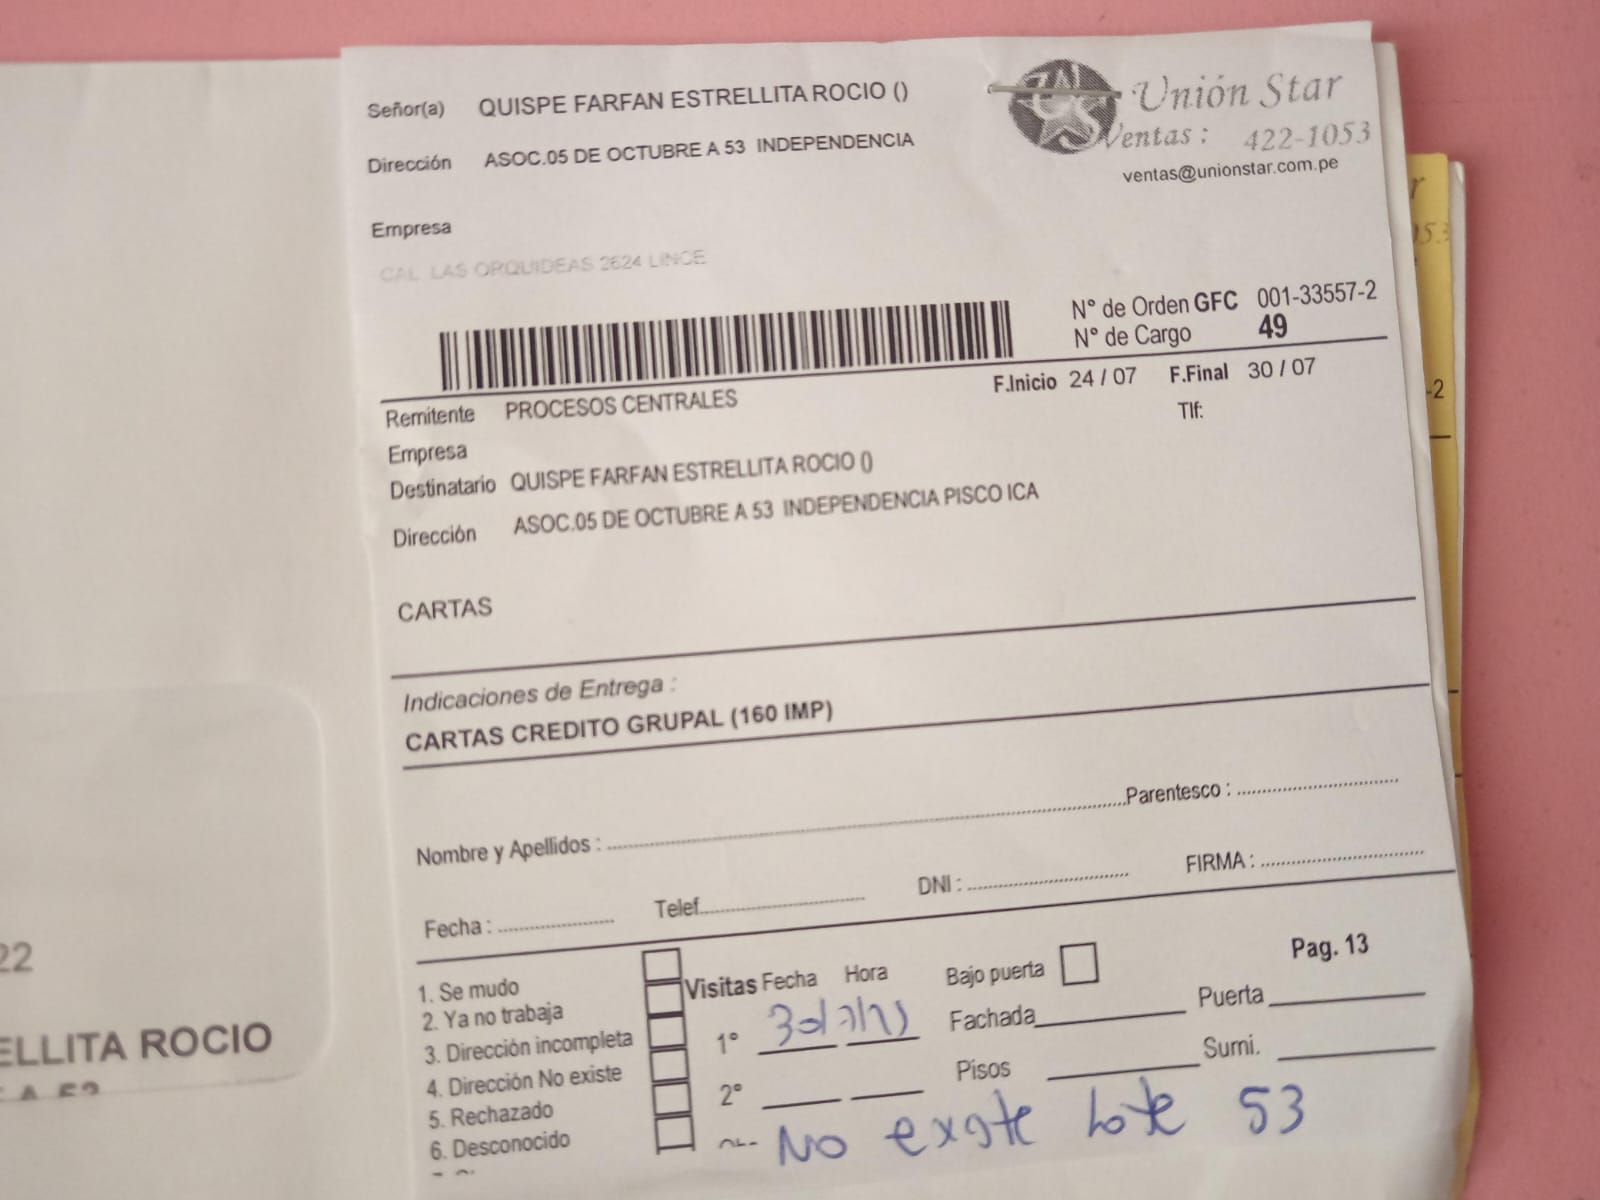 Señor(a) QUISPE FARFAN ESTRELLITA ROCIO ()
Dirección ASOC.05 DE OCTUBRE A 53 INDEPENDENCIA
Unión Star
Ventas : 422-1053
ventas@unionstar.com.pe
Empresa
CAL LAS ORQUIDEAS 2624 LINCE
N° de Orden GFC 001-33557-2
N° de Cargo 49
F.Inicio 24 / 07 F.Final 30 / 07
Tlf:
Remitente PROCESOS CENTRALES
Empresa
Destinatario QUISPE FARFAN ESTRELLITA ROCIO ()
Dirección ASOC.05 DE OCTUBRE A 53 INDEPENDENCIA PISCO ICA
CARTAS
Indicaciones de Entrega :
CARTAS CREDITO GRUPAL (160 IMP)
Nombre y Apellidos : Parentesco :
Fecha : Telef. DNI : FIRMA :
Pag. 13
1. Se mudo
2. Ya no trabaja
3. Dirección incompleta
4. Dirección No existe
5. Rechazado
6. Desconocido
Visitas Fecha Hora
1°
2°
Bajo puerta
Fachada Puerta
Pisos Sumi.
No existe Lote 53
22
ELLITA ROCIO
A 53
053
-2